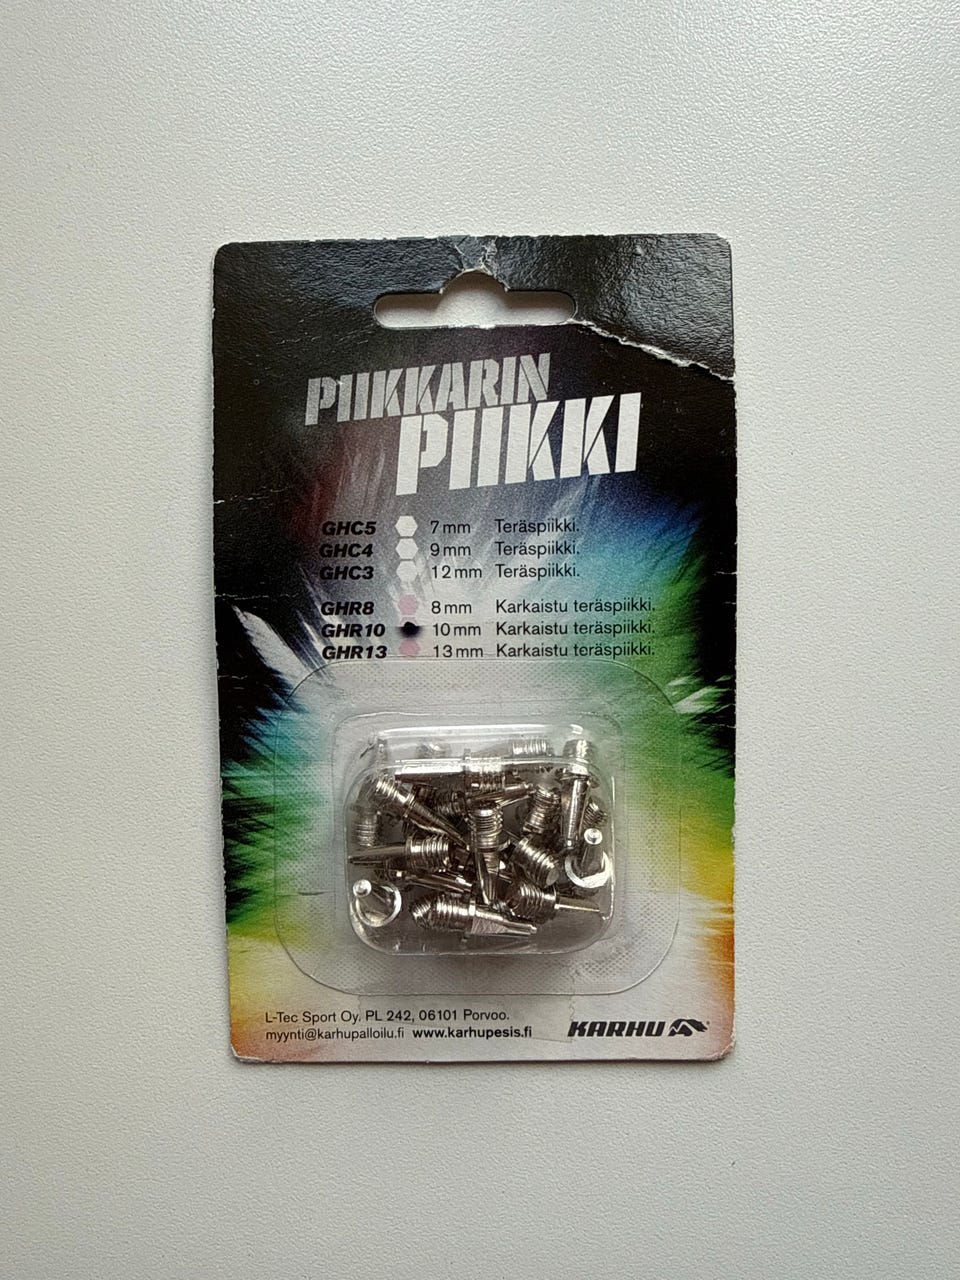 PIIKKARIN
PIIKKI
GHC5 7 mm Teräspiikki.
GHC4 9 mm Teräspiikki.
GHC3 12 mm Teräspiikki.
GHR8 8 mm Karkaistu teräspiikki.
GHR10 10 mm Karkaistu teräspiikki.
GHR13 13 mm Karkaistu teräspiikki.
L-Tec Sport Oy. PL 242, 06101 Porvoo.
myynti@karhupalloilu.fi www.karhupesis.fi
KARHU